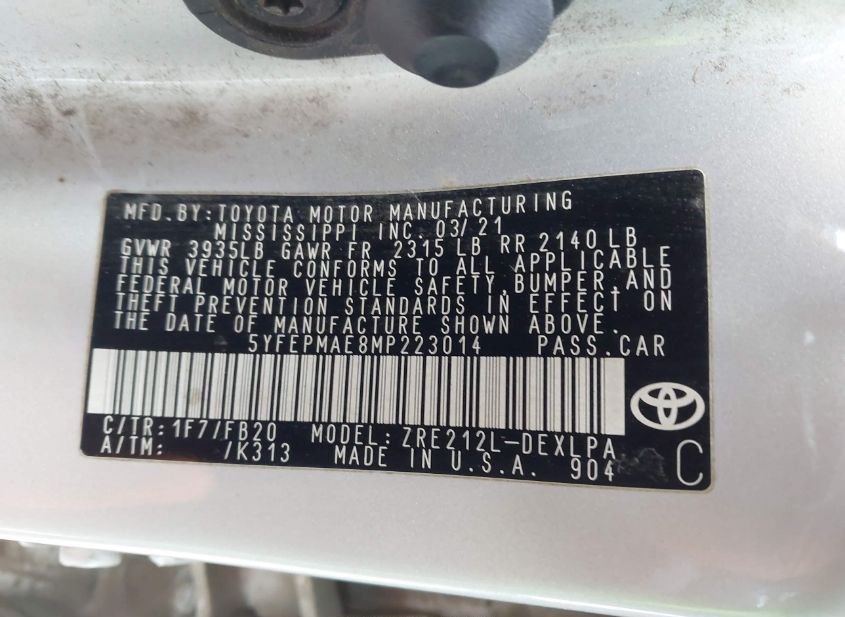 MFD. BY: TOYOTA MOTOR MANUFACTURING
MISSISSIPPI INC. 03/21
GVWR 3935LB GAWR FR 2315 LB RR 2140 LB
THIS VEHICLE CONFORMS TO ALL APPLICABLE
FEDERAL MOTOR VEHICLE SAFETY, BUMPER, AND
THEFT PREVENTION STANDARDS IN EFFECT ON
THE DATE OF MANUFACTURE SHOWN ABOVE.
5YFEPMAE8MP223014 PASS. CAR
C/TR: 1F7/FB20 MODEL: ZRE212L-DEXLPA
A/TM: /K313 MADE IN U.S.A. 904 C